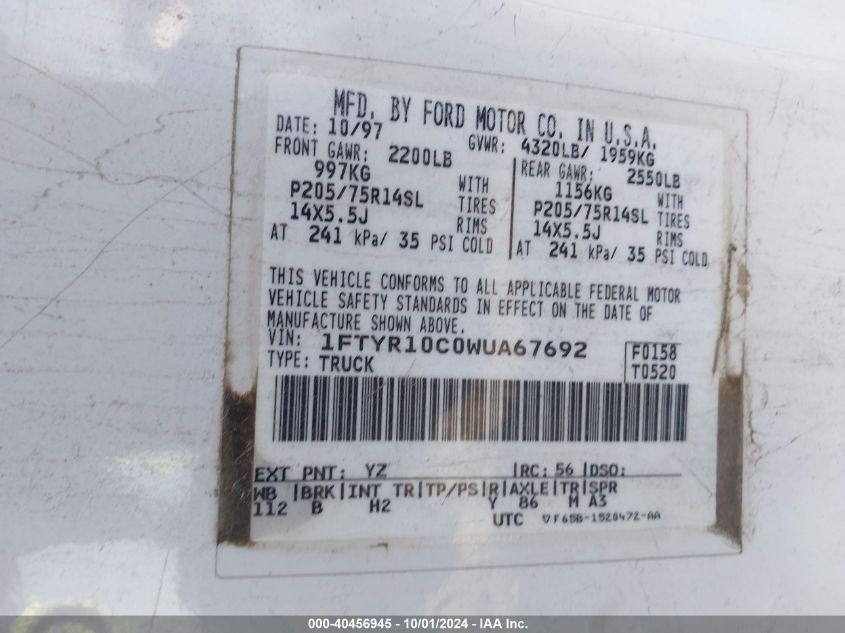 MFD. BY FORD MOTOR CO. IN U.S.A.
DATE: 10/97 GVWR: 4320LB/ 1959KG
FRONT GAWR: 2200LB REAR GAWR: 2550LB
997KG WITH 1156KG WITH
P205/75R14SL TIRES P205/75R14SL TIRES
14X5.5J RIMS 14X5.5J RIMS
AT 241 kPa/ 35 PSI COLD AT 241 kPa/ 35 PSI COLD
THIS VEHICLE CONFORMS TO ALL APPLICABLE FEDERAL MOTOR
VEHICLE SAFETY STANDARDS IN EFFECT ON THE DATE OF
MANUFACTURE SHOWN ABOVE.
VIN: 1FTYR10C0WUA67692 F0158
TYPE: TRUCK T0520
EXT PNT: YZ RC: 56 DSO:
WB BRK INT TR TP/PS R AXLE TR SPR
112 B H2 Y 86 M A3
UTC ▽F65B-1520472-AA
000-40456945 - 10/01/2024 - IAA Inc.